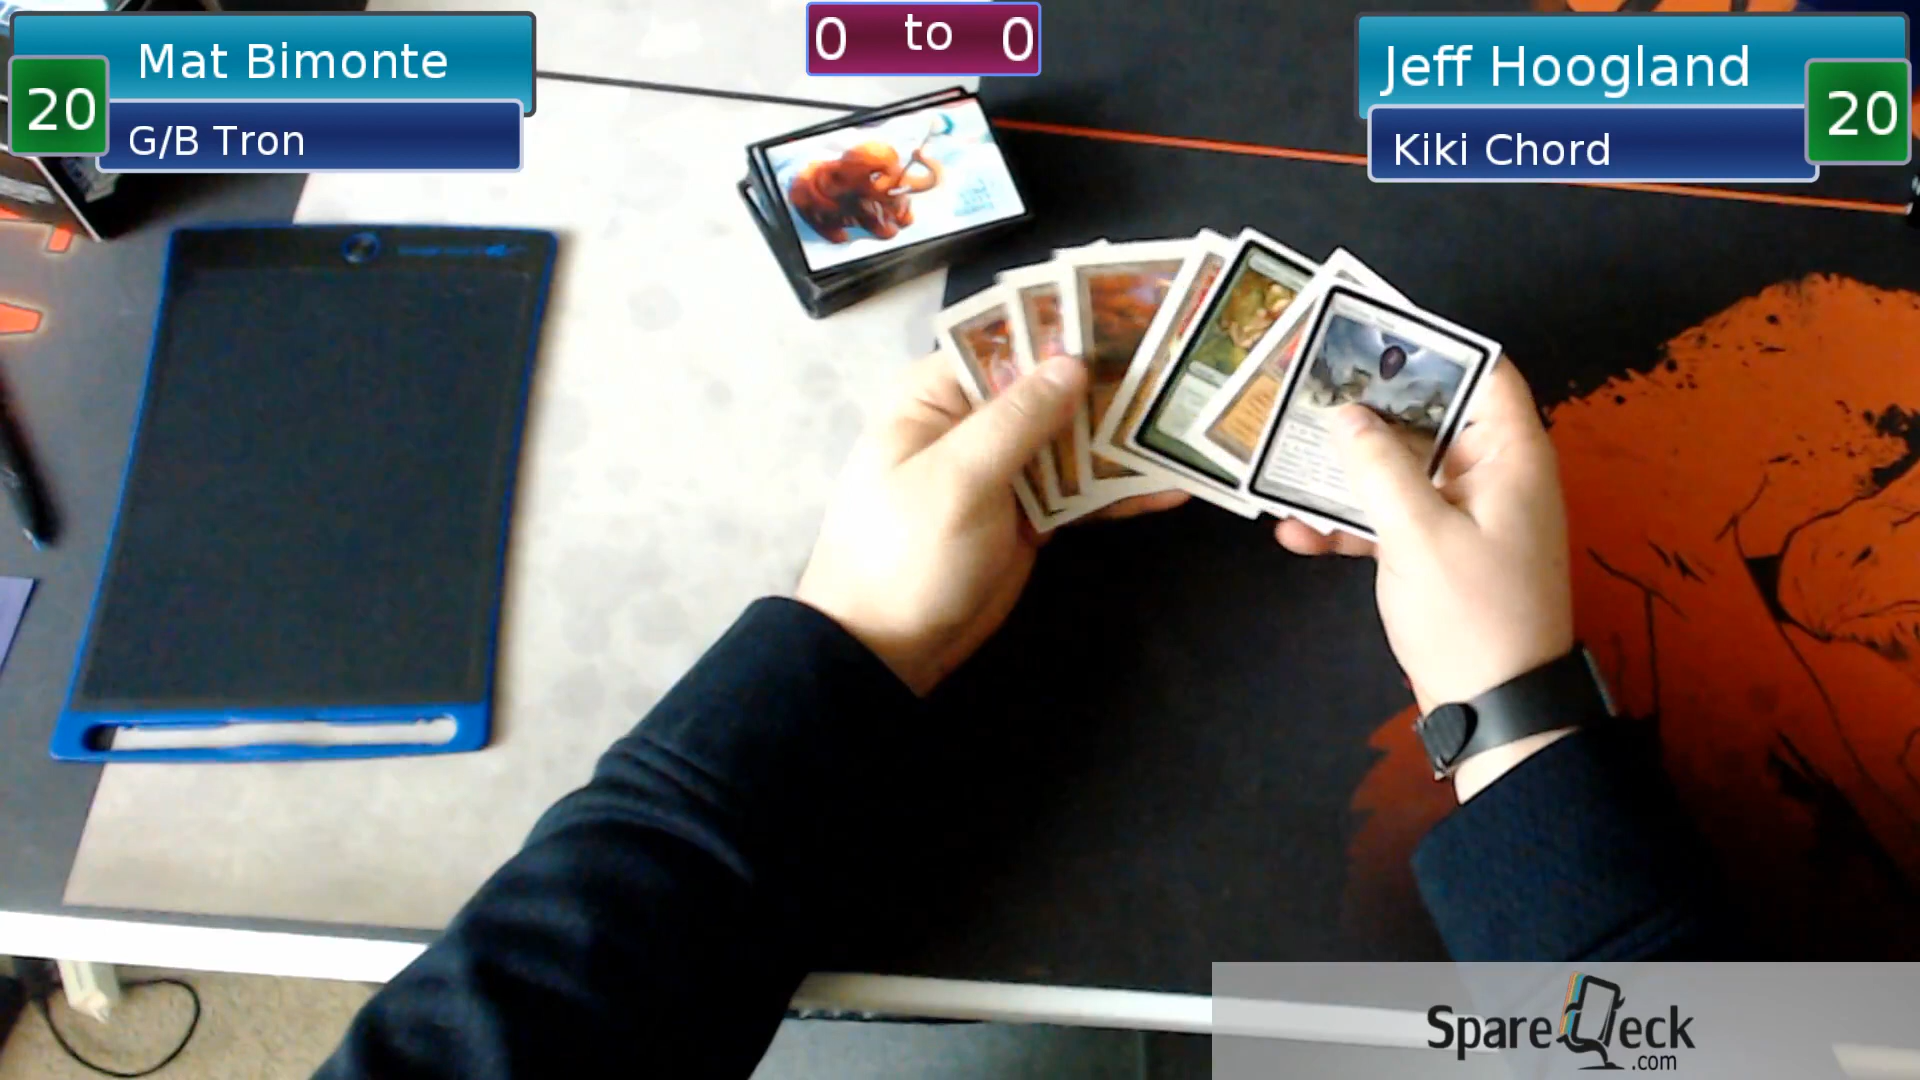 Mat Bimonte
20
G/B Tron
0 to 0
Jeff Hoogland
20
Kiki Chord
SpareDeck
.com